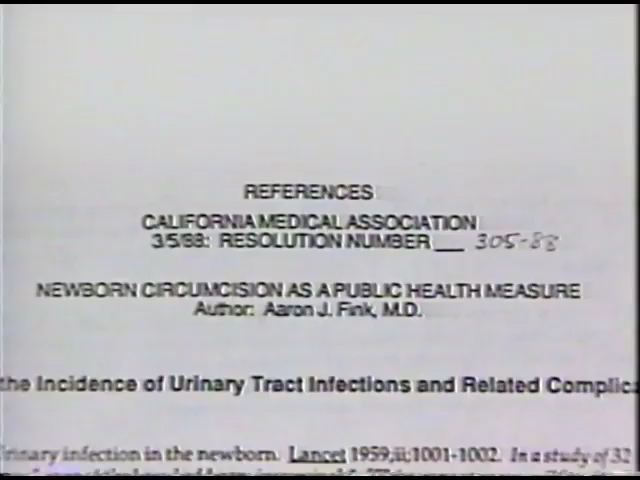 REFERENCES
CALIFORNIA MEDICAL ASSOCIATION
3/5/88: RESOLUTION NUMBER ___ 305-88
NEWBORN CIRCUMCISION AS A PUBLIC HEALTH MEASURE
Author: Aaron J. Fink, M.D.
the Incidence of Urinary Tract Infections and Related
infection in the newborn. Lancet 1959,ii;1001-1002. In a study of 32